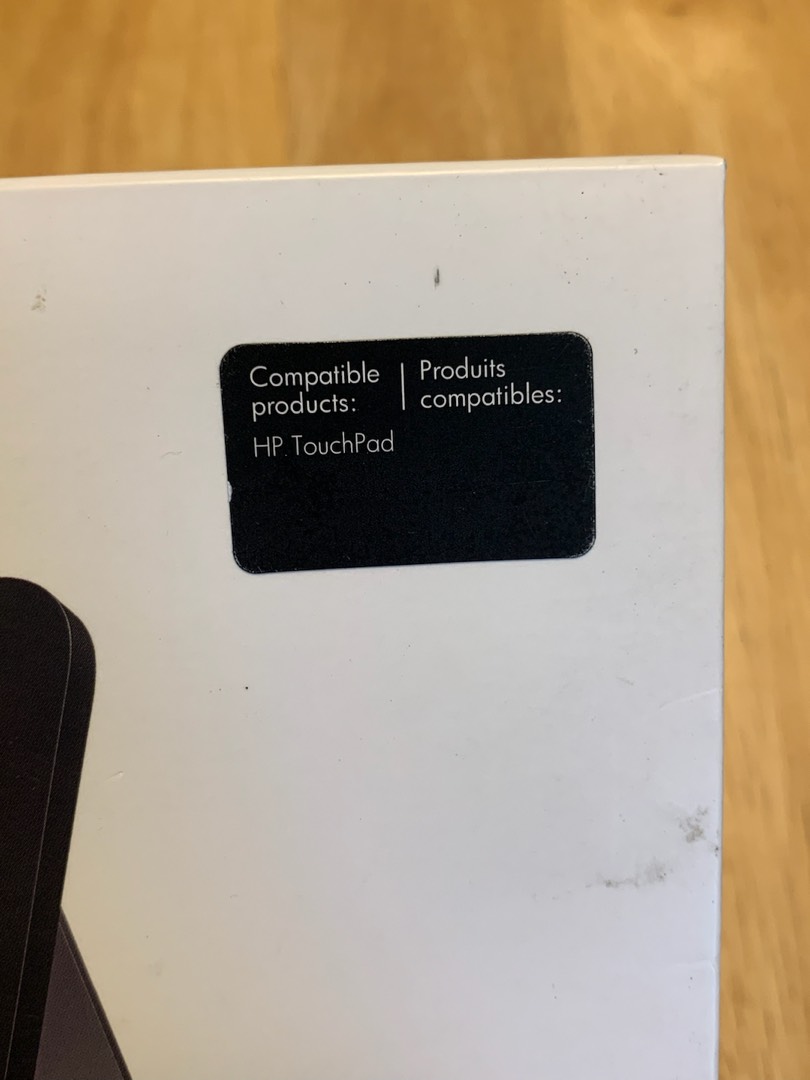 Compatible products:
Produits compatibles:
HP TouchPad